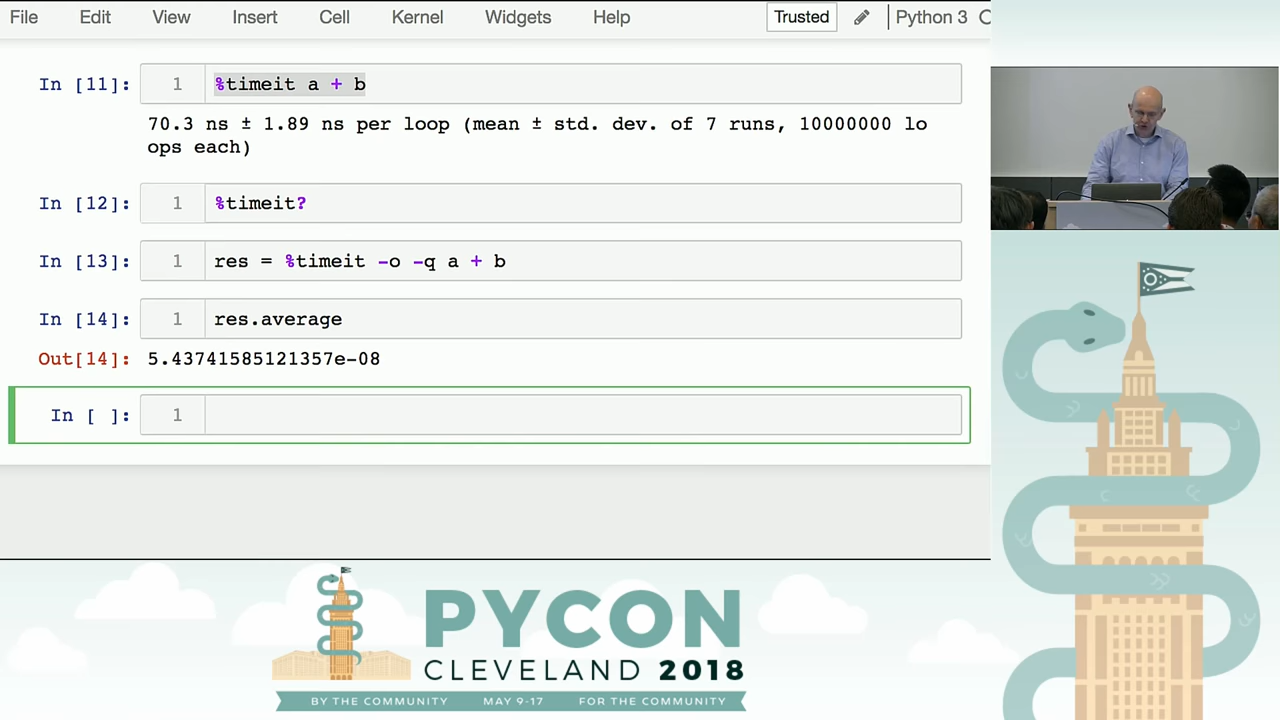 File Edit View Insert Cell Kernel Widgets Help Trusted Python 3
In [11]: 1 %timeit a + b
70.3 ns ± 1.89 ns per loop (mean ± std. dev. of 7 runs, 10000000 lo
ops each)
In [12]: 1 %timeit?
In [13]: 1 res = %timeit -o -q a + b
In [14]: 1 res.average
Out[14]: 5.43741585121357e-08
In [ ]: 1
PYCON
CLEVELAND 2018
BY THE COMMUNITY MAY 9-17 FOR THE COMMUNITY